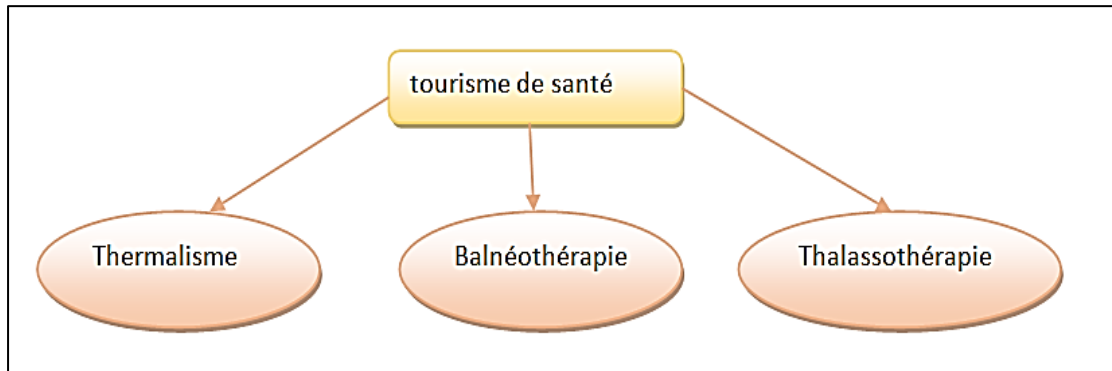 tourisme de santé
Thermalisme
Balnéothérapie
Thalassothérapie